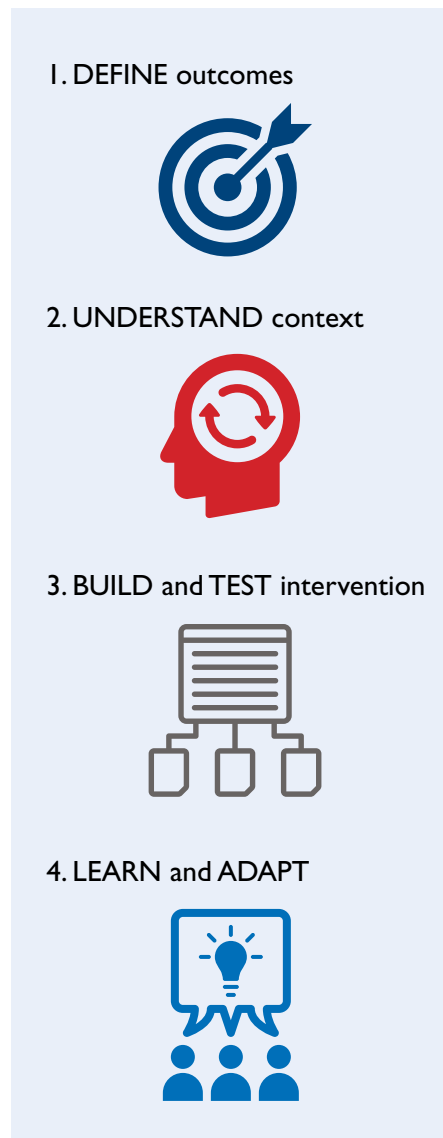 1. DEFINE outcomes
2. UNDERSTAND context
3. BUILD and TEST intervention
4. LEARN and ADAPT